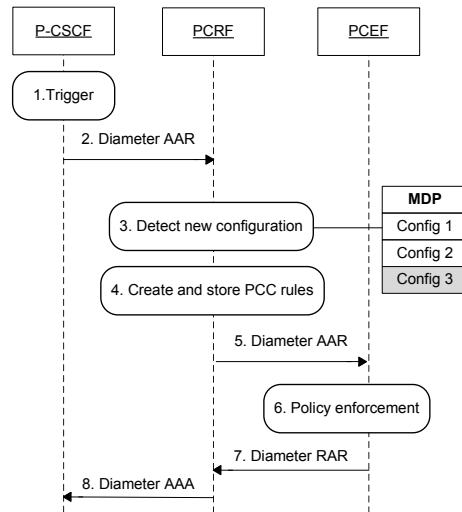 P-CSCF
PCRF
PCEF
1.Trigger
2. Diameter AAR
MDP
3. Detect new configuration
Config 1
Config 2
Config 3
4. Create and store PCC rules
5. Diameter AAR
6. Policy enforcement
7. Diameter RAR
8. Diameter AAA